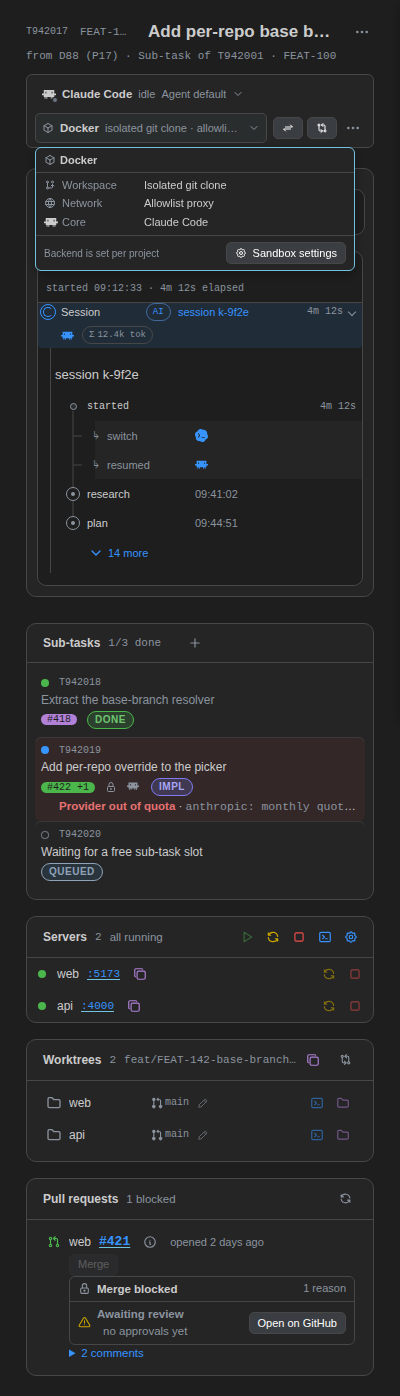 T942017 FEAT-1… Add per-repo base b… ···
from D88 (P17) · Sub-task of T942001 · FEAT-100
Claude Code idle Agent default
Docker isolated git clone · allowli… ···
Docker
Workspace Isolated git clone
Network Allowlist proxy
Core Claude Code
Backend is set per project Sandbox settings
started 09:12:33 · 4m 12s elapsed
Session AI session k-9f2e 4m 12s
Σ 12.4k tok
session k-9f2e
started 4m 12s
↳ switch
↳ resumed
research 09:41:02
plan 09:44:51
14 more
Sub-tasks 1/3 done +
T942018
Extract the base-branch resolver
#418 DONE
T942019
Add per-repo override to the picker
#422 +1 IMPL
Provider out of quota · anthropic: monthly quot…
T942020
Waiting for a free sub-task slot
QUEUED
Servers 2 all running
web :5173
api :4000
Worktrees 2 feat/FEAT-142-base-branch…
web main
api main
Pull requests 1 blocked
web #421 opened 2 days ago
Merge
Merge blocked 1 reason
Awaiting review
no approvals yet
Open on GitHub
2 comments